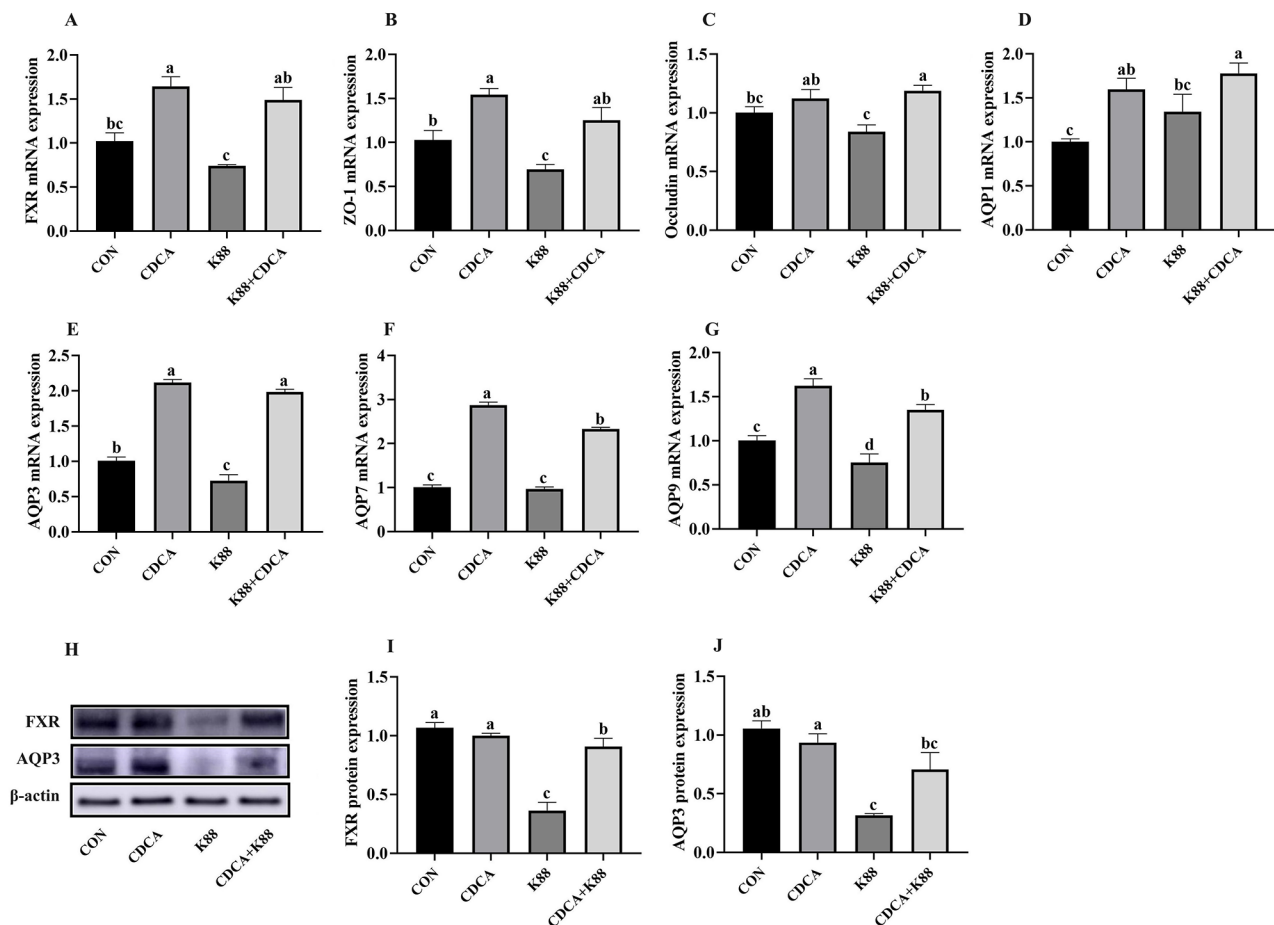 A
FXR mRNA expression
2.0
1.5
1.0
0.5
0.0
bc
a
c
ab
CON
CDCA
K88
K88+CDCA
B
ZO-1 mRNA expression
2.0
1.5
1.0
0.5
0.0
b
a
c
ab
CON
CDCA
K88
K88+CDCA
C
Occludin mRNA expression
1.5
1.0
0.5
0.0
bc
ab
c
a
CON
CDCA
K88
K88+CDCA
D
AQP1 mRNA expression
2.0
1.5
1.0
0.5
0.0
c
ab
bc
a
CON
CDCA
K88
K88+CDCA
E
AQP3 mRNA expression
2.5
2.0
1.5
1.0
0.5
0.0
b
a
c
a
CON
CDCA
K88
K88+CDCA
F
AQP7 mRNA expression
4
3
2
1
0
c
a
c
b
CON
CDCA
K88
K88+CDCA
G
AQP9 mRNA expression
2.0
1.5
1.0
0.5
0.0
c
a
d
b
CON
CDCA
K88
K88+CDCA
H
FXR
AQP3
β-actin
CON
CDCA
K88
CDCA+K88
I
FXR protein expression
1.5
1.0
0.5
0.0
a
a
c
b
CON
CDCA
K88
CDCA+K88
J
AQP3 protein expression
1.5
1.0
0.5
0.0
ab
a
c
bc
CON
CDCA
K88
CDCA+K88